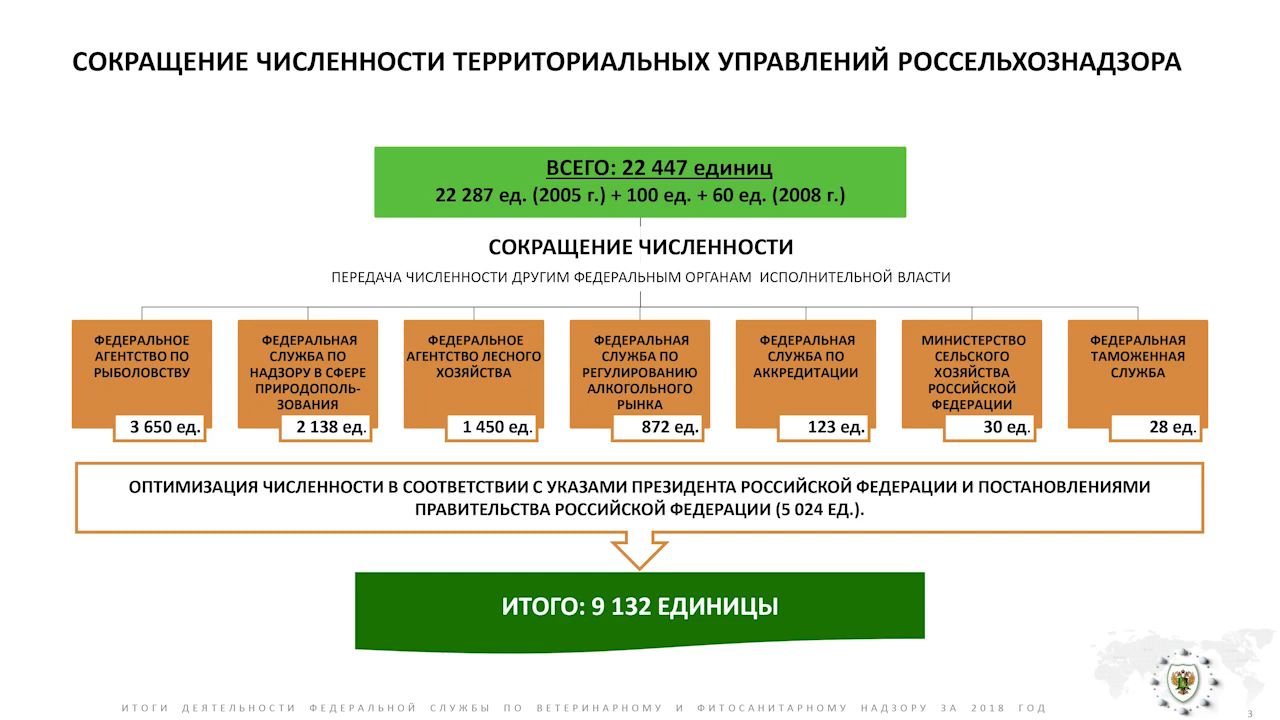 СОКРАЩЕНИЕ ЧИСЛЕННОСТИ ТЕРРИТОРИАЛЬНЫХ УПРАВЛЕНИЙ РОССЕЛЬХОЗНАДЗОРА
ВСЕГО: 22 447 единиц
22 287 ед. (2005 г.) + 100 ед. + 60 ед. (2008 г.)
СОКРАЩЕНИЕ ЧИСЛЕННОСТИ
ПЕРЕДАЧА ЧИСЛЕННОСТИ ДРУГИМ ФЕДЕРАЛЬНЫМ ОРГАНАМ ИСПОЛНИТЕЛЬНОЙ ВЛАСТИ
ФЕДЕРАЛЬНОЕ
АГЕНТСТВО ПО
РЫБОЛОВСТВУ
3 650 ед.
ФЕДЕРАЛЬНАЯ
СЛУЖБА ПО
НАДЗОРУ В СФЕРЕ
ПРИРОДОПОЛЬ-
ЗОВАНИЯ
2 138 ед.
ФЕДЕРАЛЬНОЕ
АГЕНТСТВО ЛЕСНОГО
ХОЗЯЙСТВА
1 450 ед.
ФЕДЕРАЛЬНАЯ
СЛУЖБА ПО
РЕГУЛИРОВАНИЮ
АЛКОГОЛЬНОГО
РЫНКА
872 ед.
ФЕДЕРАЛЬНАЯ
СЛУЖБА ПО
АККРЕДИТАЦИИ
123 ед.
МИНИСТЕРСТВО
СЕЛЬСКОГО
ХОЗЯЙСТВА
РОССИЙСКОЙ
ФЕДЕРАЦИИ
30 ед.
ФЕДЕРАЛЬНАЯ
ТАМОЖЕННАЯ
СЛУЖБА
28 ед.
ОПТИМИЗАЦИЯ ЧИСЛЕННОСТИ В СООТВЕТСТВИИ С УКАЗАМИ ПРЕЗИДЕНТА РОССИЙСКОЙ ФЕДЕРАЦИИ И ПОСТАНОВЛЕНИЯМИ
ПРАВИТЕЛЬСТВА РОССИЙСКОЙ ФЕДЕРАЦИИ (5 024 ЕД.).
ИТОГО: 9 132 ЕДИНИЦЫ
ИТОГИ ДЕЯТЕЛЬНОСТИ ФЕДЕРАЛЬНОЙ СЛУЖБЫ ПО ВЕТЕРИНАРНОМУ И ФИТОСАНИТАРНОМУ НАДЗОРУ ЗА 2018 ГОД
3